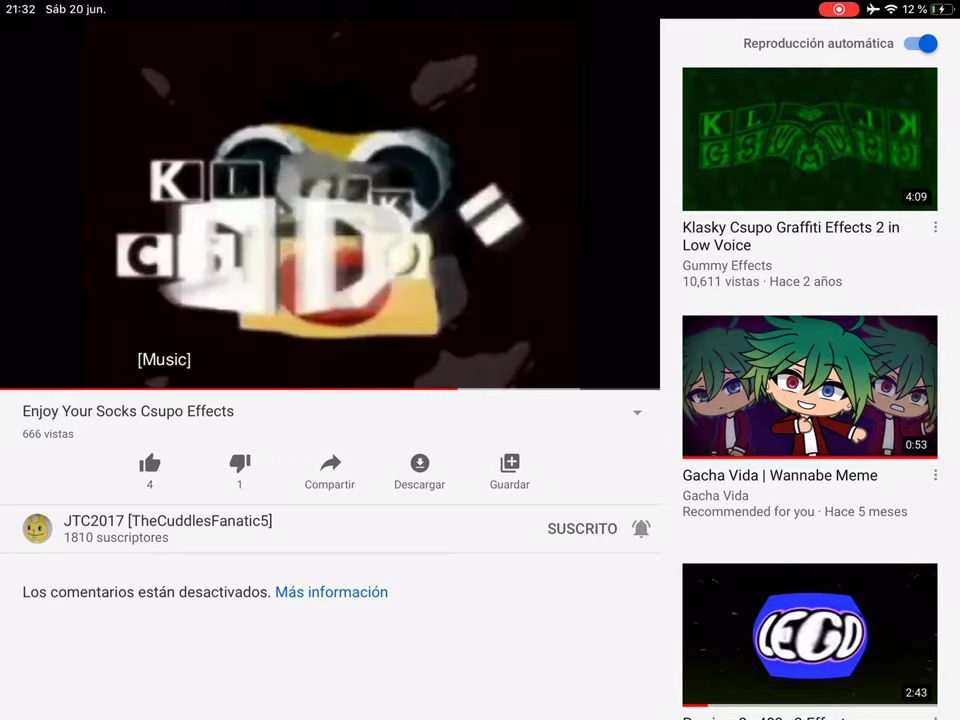 21:32 Sáb 20 jun.
12 %
Reproducción automática
K L
C
[Music]
Enjoy Your Socks Csupo Effects
666 vistas
4
1
Compartir
Descargar
Guardar
JTC2017 [TheCuddlesFanatic5]
1810 suscriptores
SUSCRITO
Los comentarios están desactivados. Más información
4:09
Klasky Csupo Graffiti Effects 2 in
Low Voice
Gummy Effects
10,611 vistas · Hace 2 años
0:53
Gacha Vida | Wannabe Meme
Gacha Vida
Recommended for you · Hace 5 meses
LEGO
2:43